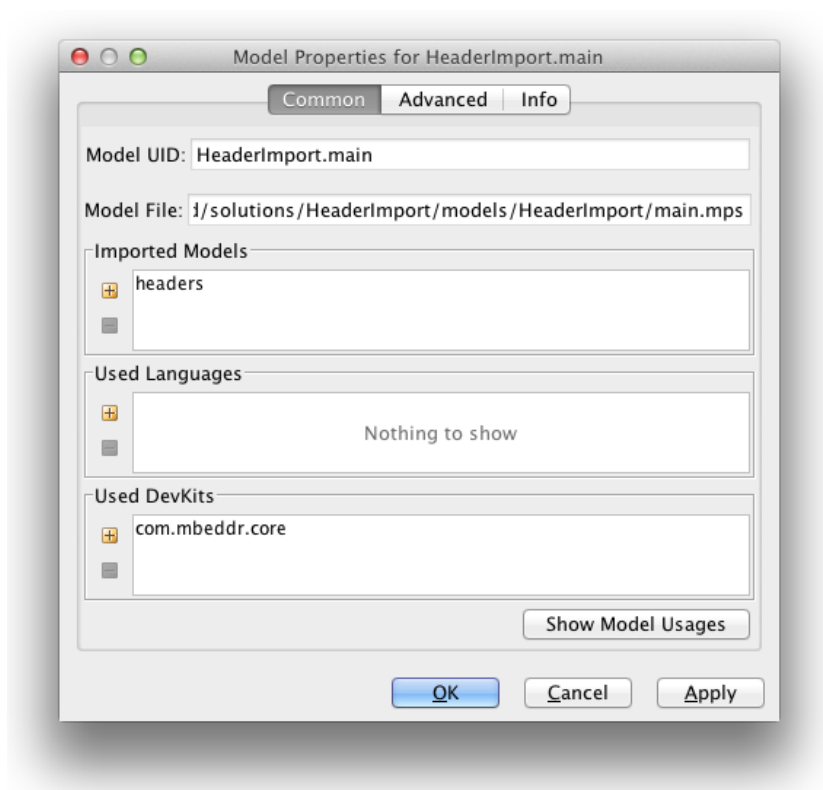 Model Properties for HeaderImport.main
Common Advanced Info
Model UID: HeaderImport.main
Model File: /solutions/HeaderImport/models/HeaderImport/main.mps
Imported Models
headers
Used Languages
Nothing to show
Used DevKits
com.mbeddr.core
Show Model Usages
OK Cancel Apply